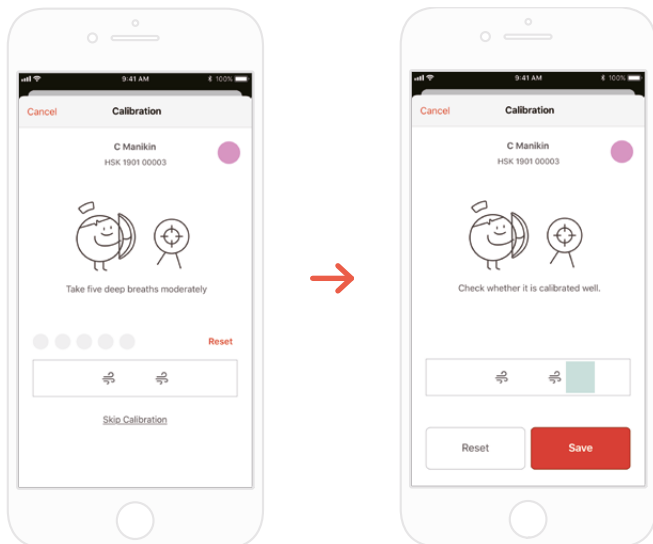 9:41 AM
100%
Cancel
Calibration
C Manikin
HSK 1901 00003
Take five deep breaths moderately
Reset
Skip Calibration
9:41 AM
100%
Cancel
Calibration
C Manikin
HSK 1901 00003
Check whether it is calibrated well.
Reset
Save